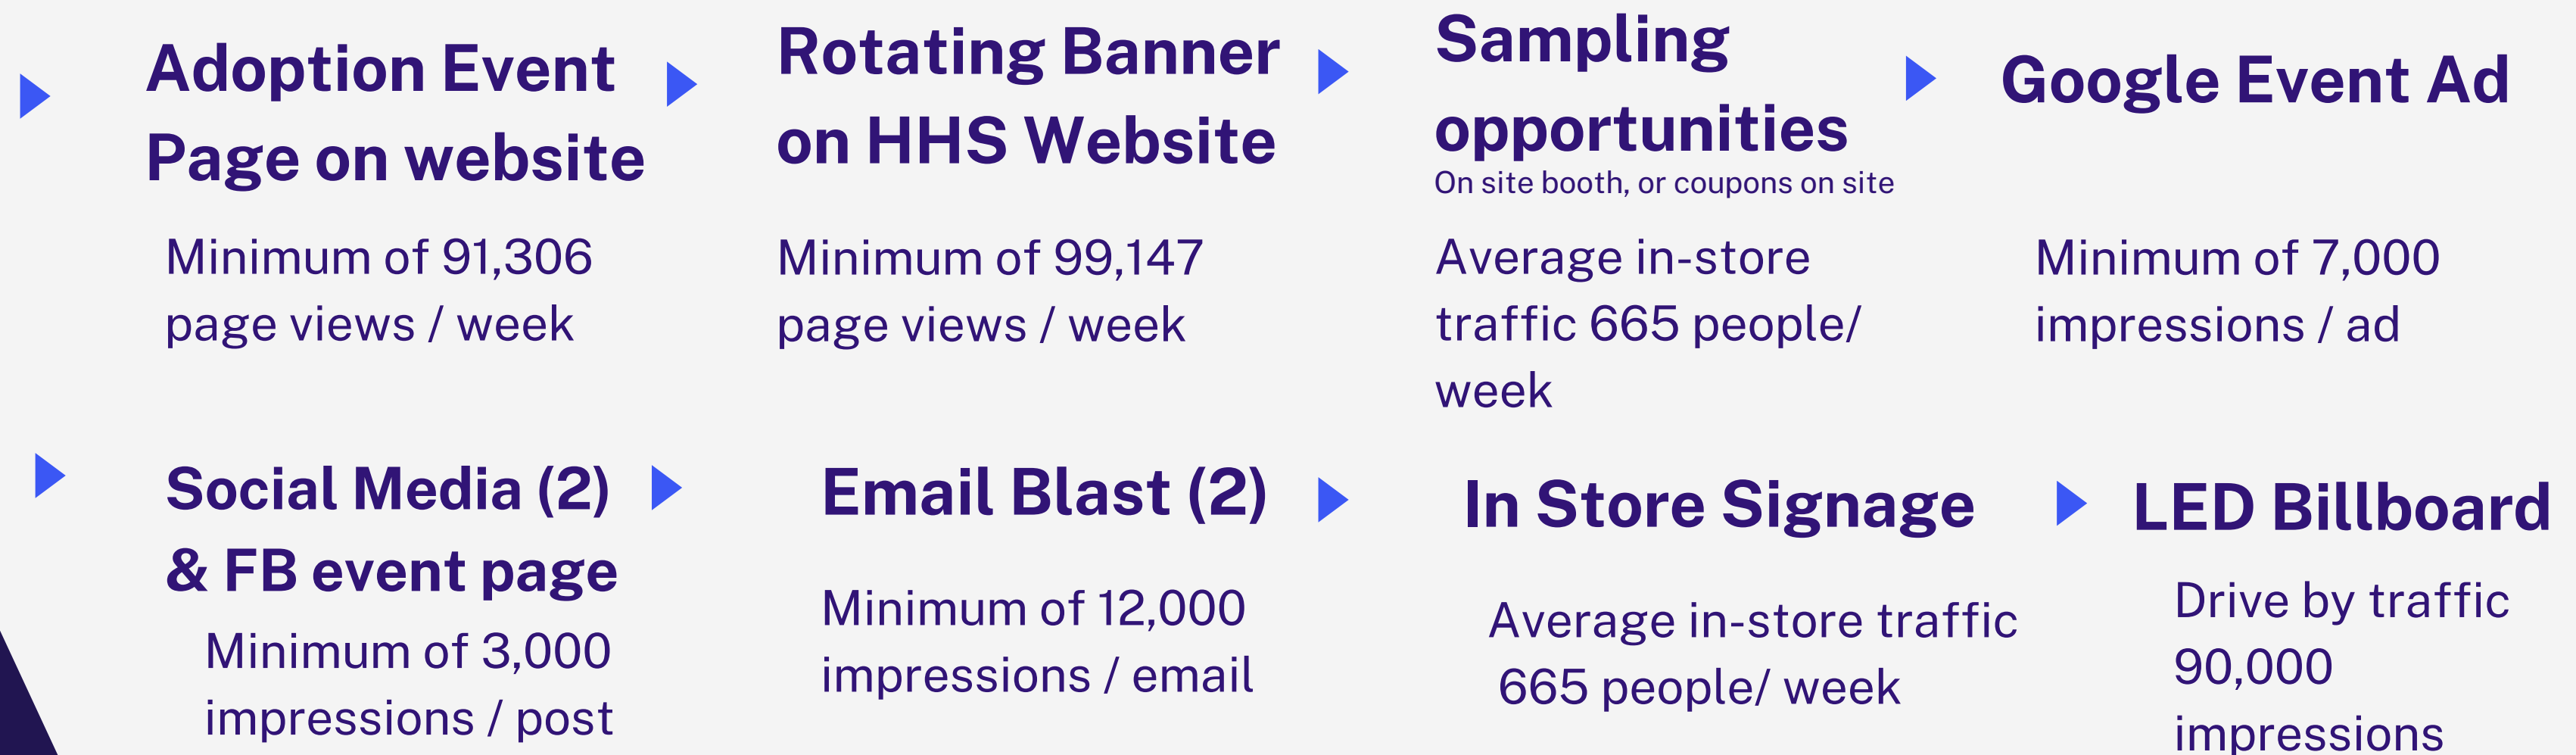 Adoption Event
Page on website
Minimum of 91,306
page views / week
Rotating Banner
on HHS Website
Minimum of 99,147
page views / week
Sampling
opportunities
On site booth, or coupons on site
Average in-store
traffic 665 people/
week
Google Event Ad
Minimum of 7,000
impressions / ad
Social Media (2)
& FB event page
Minimum of 3,000
impressions / post
Email Blast (2)
Minimum of 12,000
impressions / email
In Store Signage
Average in-store traffic
665 people/ week
LED Billboard
Drive by traffic
90,000
impressions